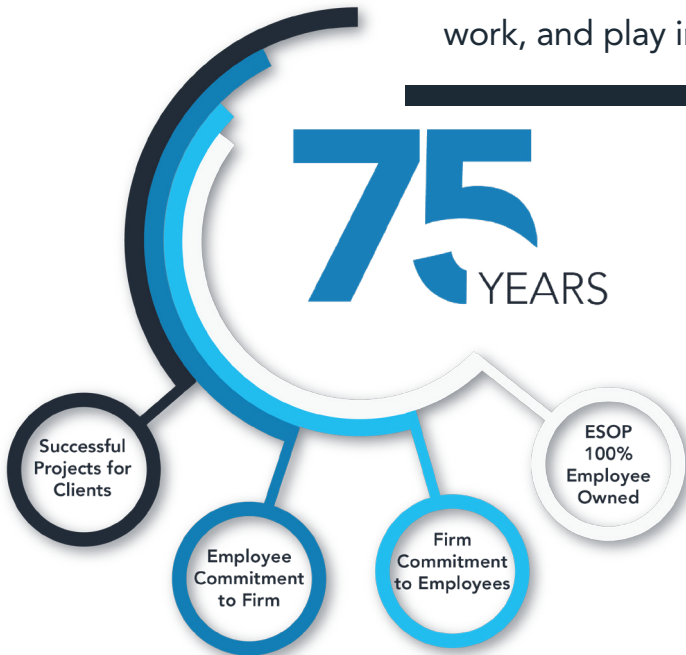 work, and play i
75
YEARS
Successful
Projects for
Clients
Employee
Commitment
to Firm
Firm
Commitment
to Employees
ESOP
100%
Employee
Owned